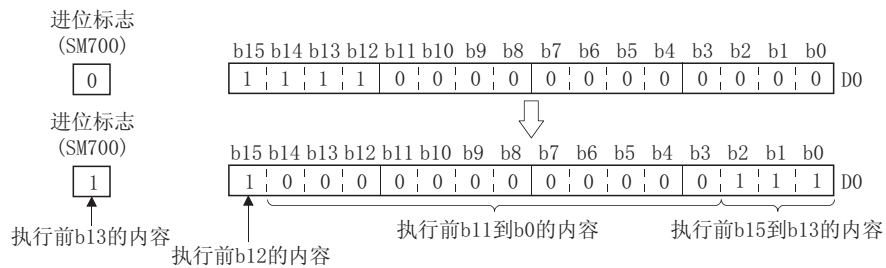 进位标志
(SM700)
b15 b14 b13 b12 b11 b10 b9 b8 b7 b6 b5 b4 b3 b2 b1 b0
0 1 1 1 1 0 0 0 0 0 0 0 0 0 0 0 0 D0
进位标志
(SM700)
b15 b14 b13 b12 b11 b10 b9 b8 b7 b6 b5 b4 b3 b2 b1 b0
1 1 0 0 0 0 0 0 0 0 0 0 0 0 1 1 1 D0
执行前b13的内容
执行前b12的内容
执行前b11到b0的内容
执行前b15到b13的内容